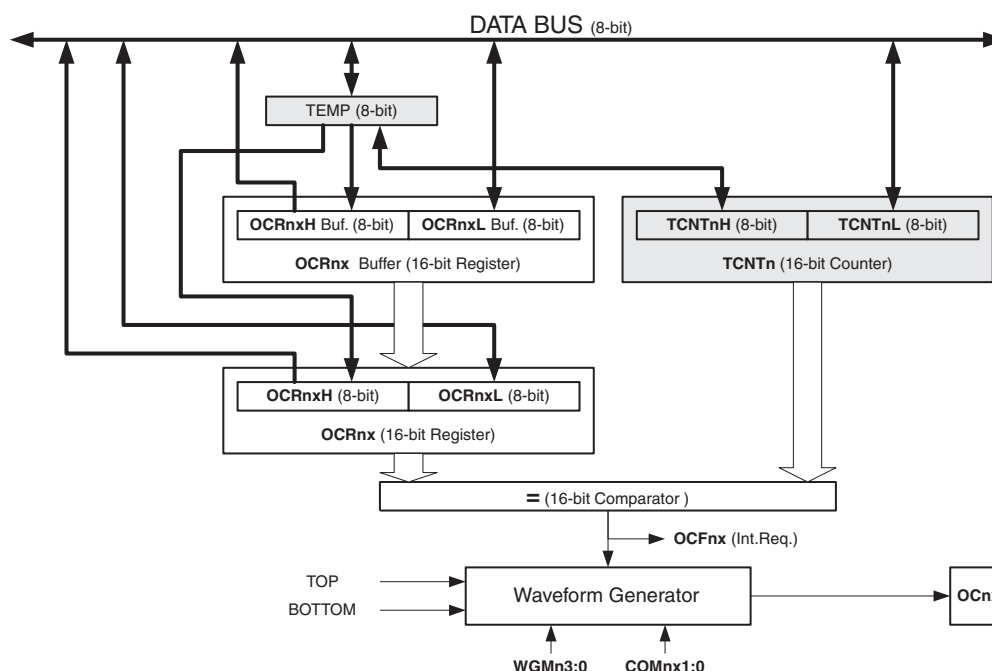 DATA BUS (8-bit)
TEMP (8-bit)
OCRnxH Buf. (8-bit) OCRnxL Buf. (8-bit) TCNTnH (8-bit) TCNTnL (8-bit)
OCRnx Buffer (16-bit Register) TCNTn (16-bit Counter)
OCRnxH (8-bit) OCRnxL (8-bit)
OCRnx (16-bit Register)
= (16-bit Comparator )
OCFnx (Int.Req.)
TOP
Waveform Generator
BOTTOM
WGMn3:0 COMnx1:0